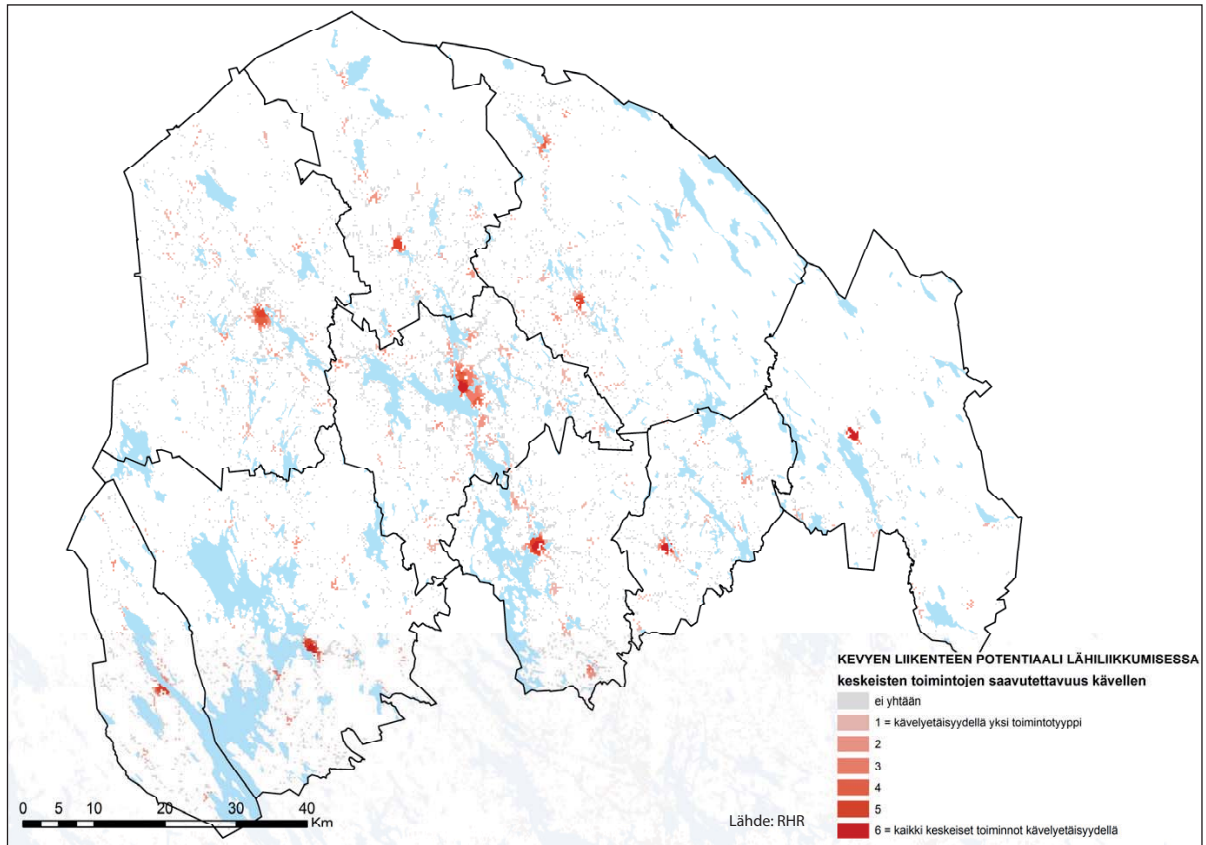 KEVYEN LIIKENTEEN POTENTIAALI LÄHILIIKKUMISESSA
keskeisten toimintojen saavutettavuus kävellen
ei yhtään
1 = kävelyetäisyydellä yksi toimintotyyppi
2
3
4
5
6 = kaikki keskeiset toiminnot kävelyetäisyydellä
0 5 10 20 30 40
Km
Lähde: RHR